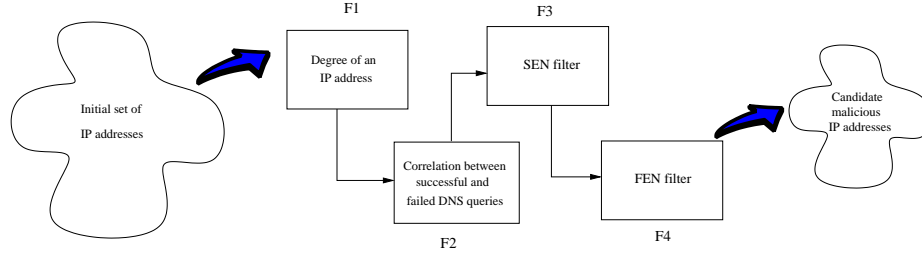 F1
Degree of an
IP address
F3
SEN filter
Initial set of
IP addresses
Candidate
malicious
IP addresses
Correlation between
successful and
failed DNS queries
F2
FEN filter
F4